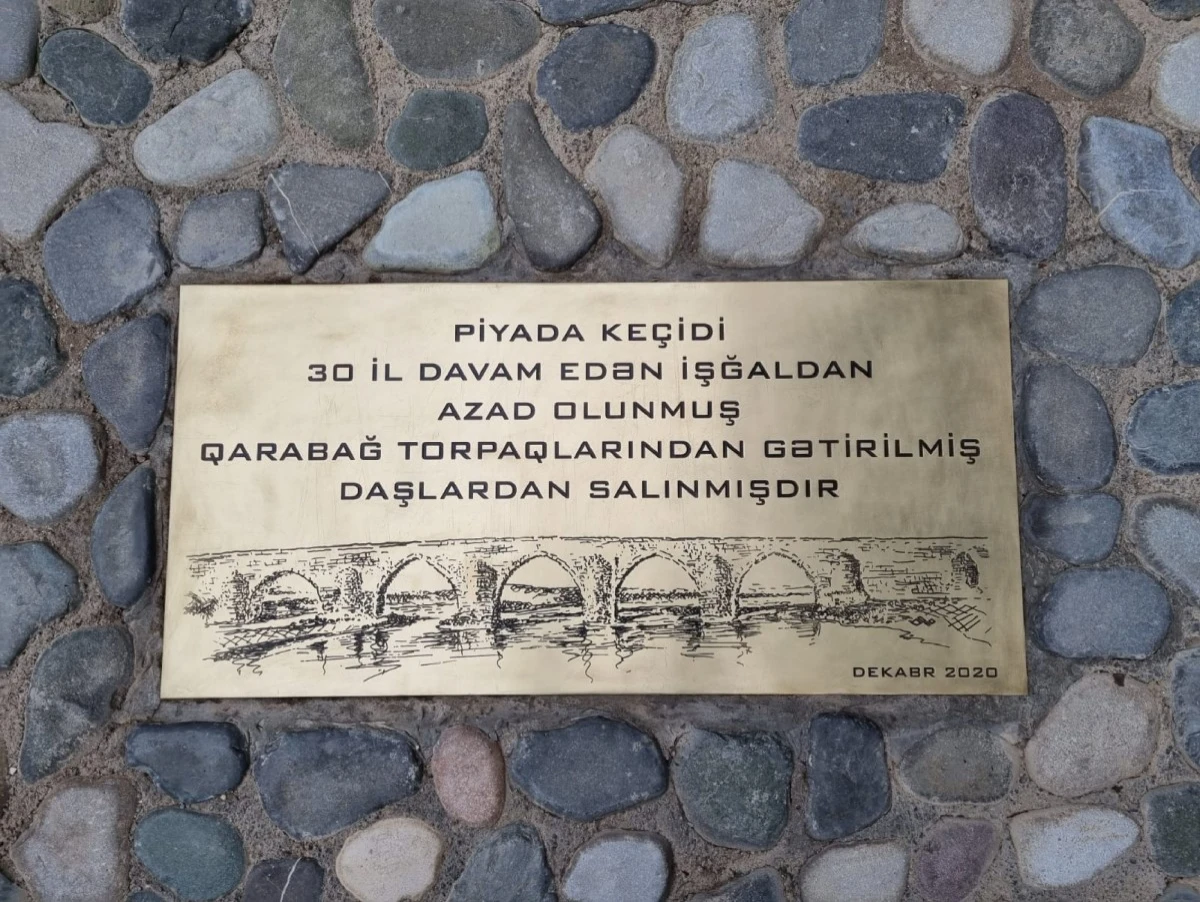 PİYADA KEÇİDİ
30 İL DAVAM EDƏN İŞĞALDAN
AZAD OLUNMUŞ
QARABAĞ TORPAQLARINDAN GƏTİRİLMİŞ
DAŞLARDAN SALINMIŞDIR
DEKABR 2020